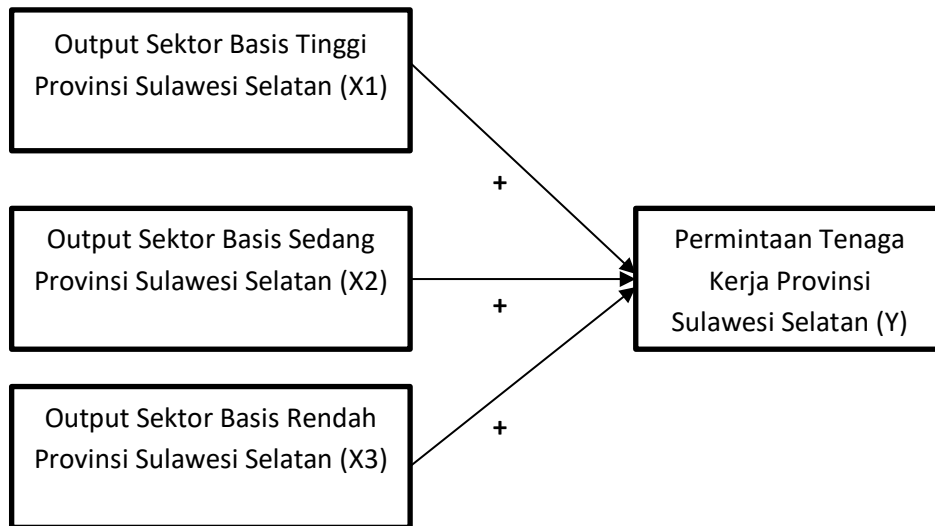 Output Sektor Basis Tinggi
Provinsi Sulawesi Selatan (X1)
+
Output Sektor Basis Sedang
Provinsi Sulawesi Selatan (X2)
+
Permintaan Tenaga
Kerja Provinsi
Sulawesi Selatan (Y)
Output Sektor Basis Rendah
Provinsi Sulawesi Selatan (X3)
+